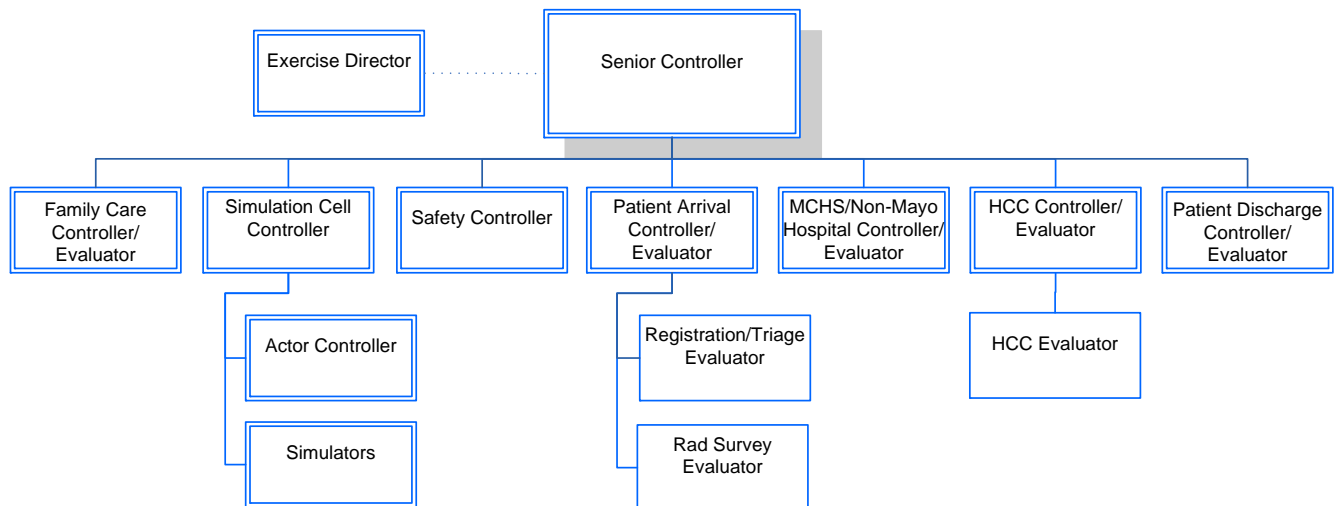 Exercise Director
Senior Controller
Family Care
Controller/
Evaluator
Simulation Cell
Controller
Safety Controller
Patient Arrival
Controller/
Evaluator
MCHS/Non-Mayo
Hospital Controller/
Evaluator
HCC Controller/
Evaluator
Patient Discharge
Controller/
Evaluator
Actor Controller
Registration/Triage
Evaluator
HCC Evaluator
Simulators
Rad Survey
Evaluator